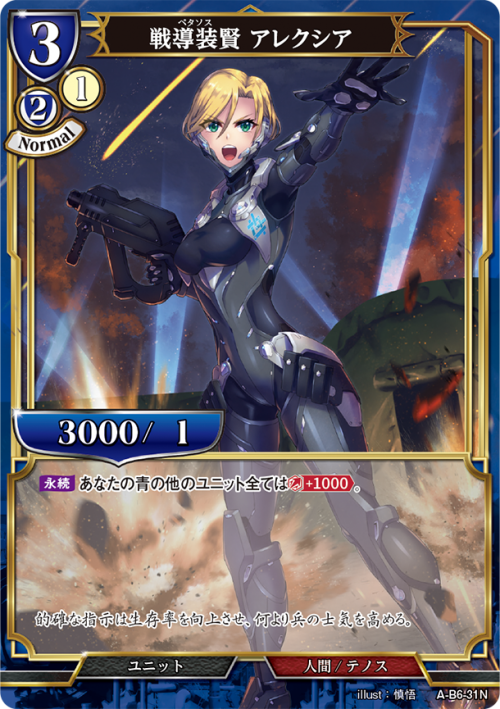 3
ペタソス
戦導装賢 アレクシア
2
1
Normal
3000/ 1
永続 あなたの青の他のユニット全ては +1000 。
的確な指示は生存率を向上させ、何より兵の士気を高める。
ユニット
人間 / テノス
illust：慎悟 A-B6-31N